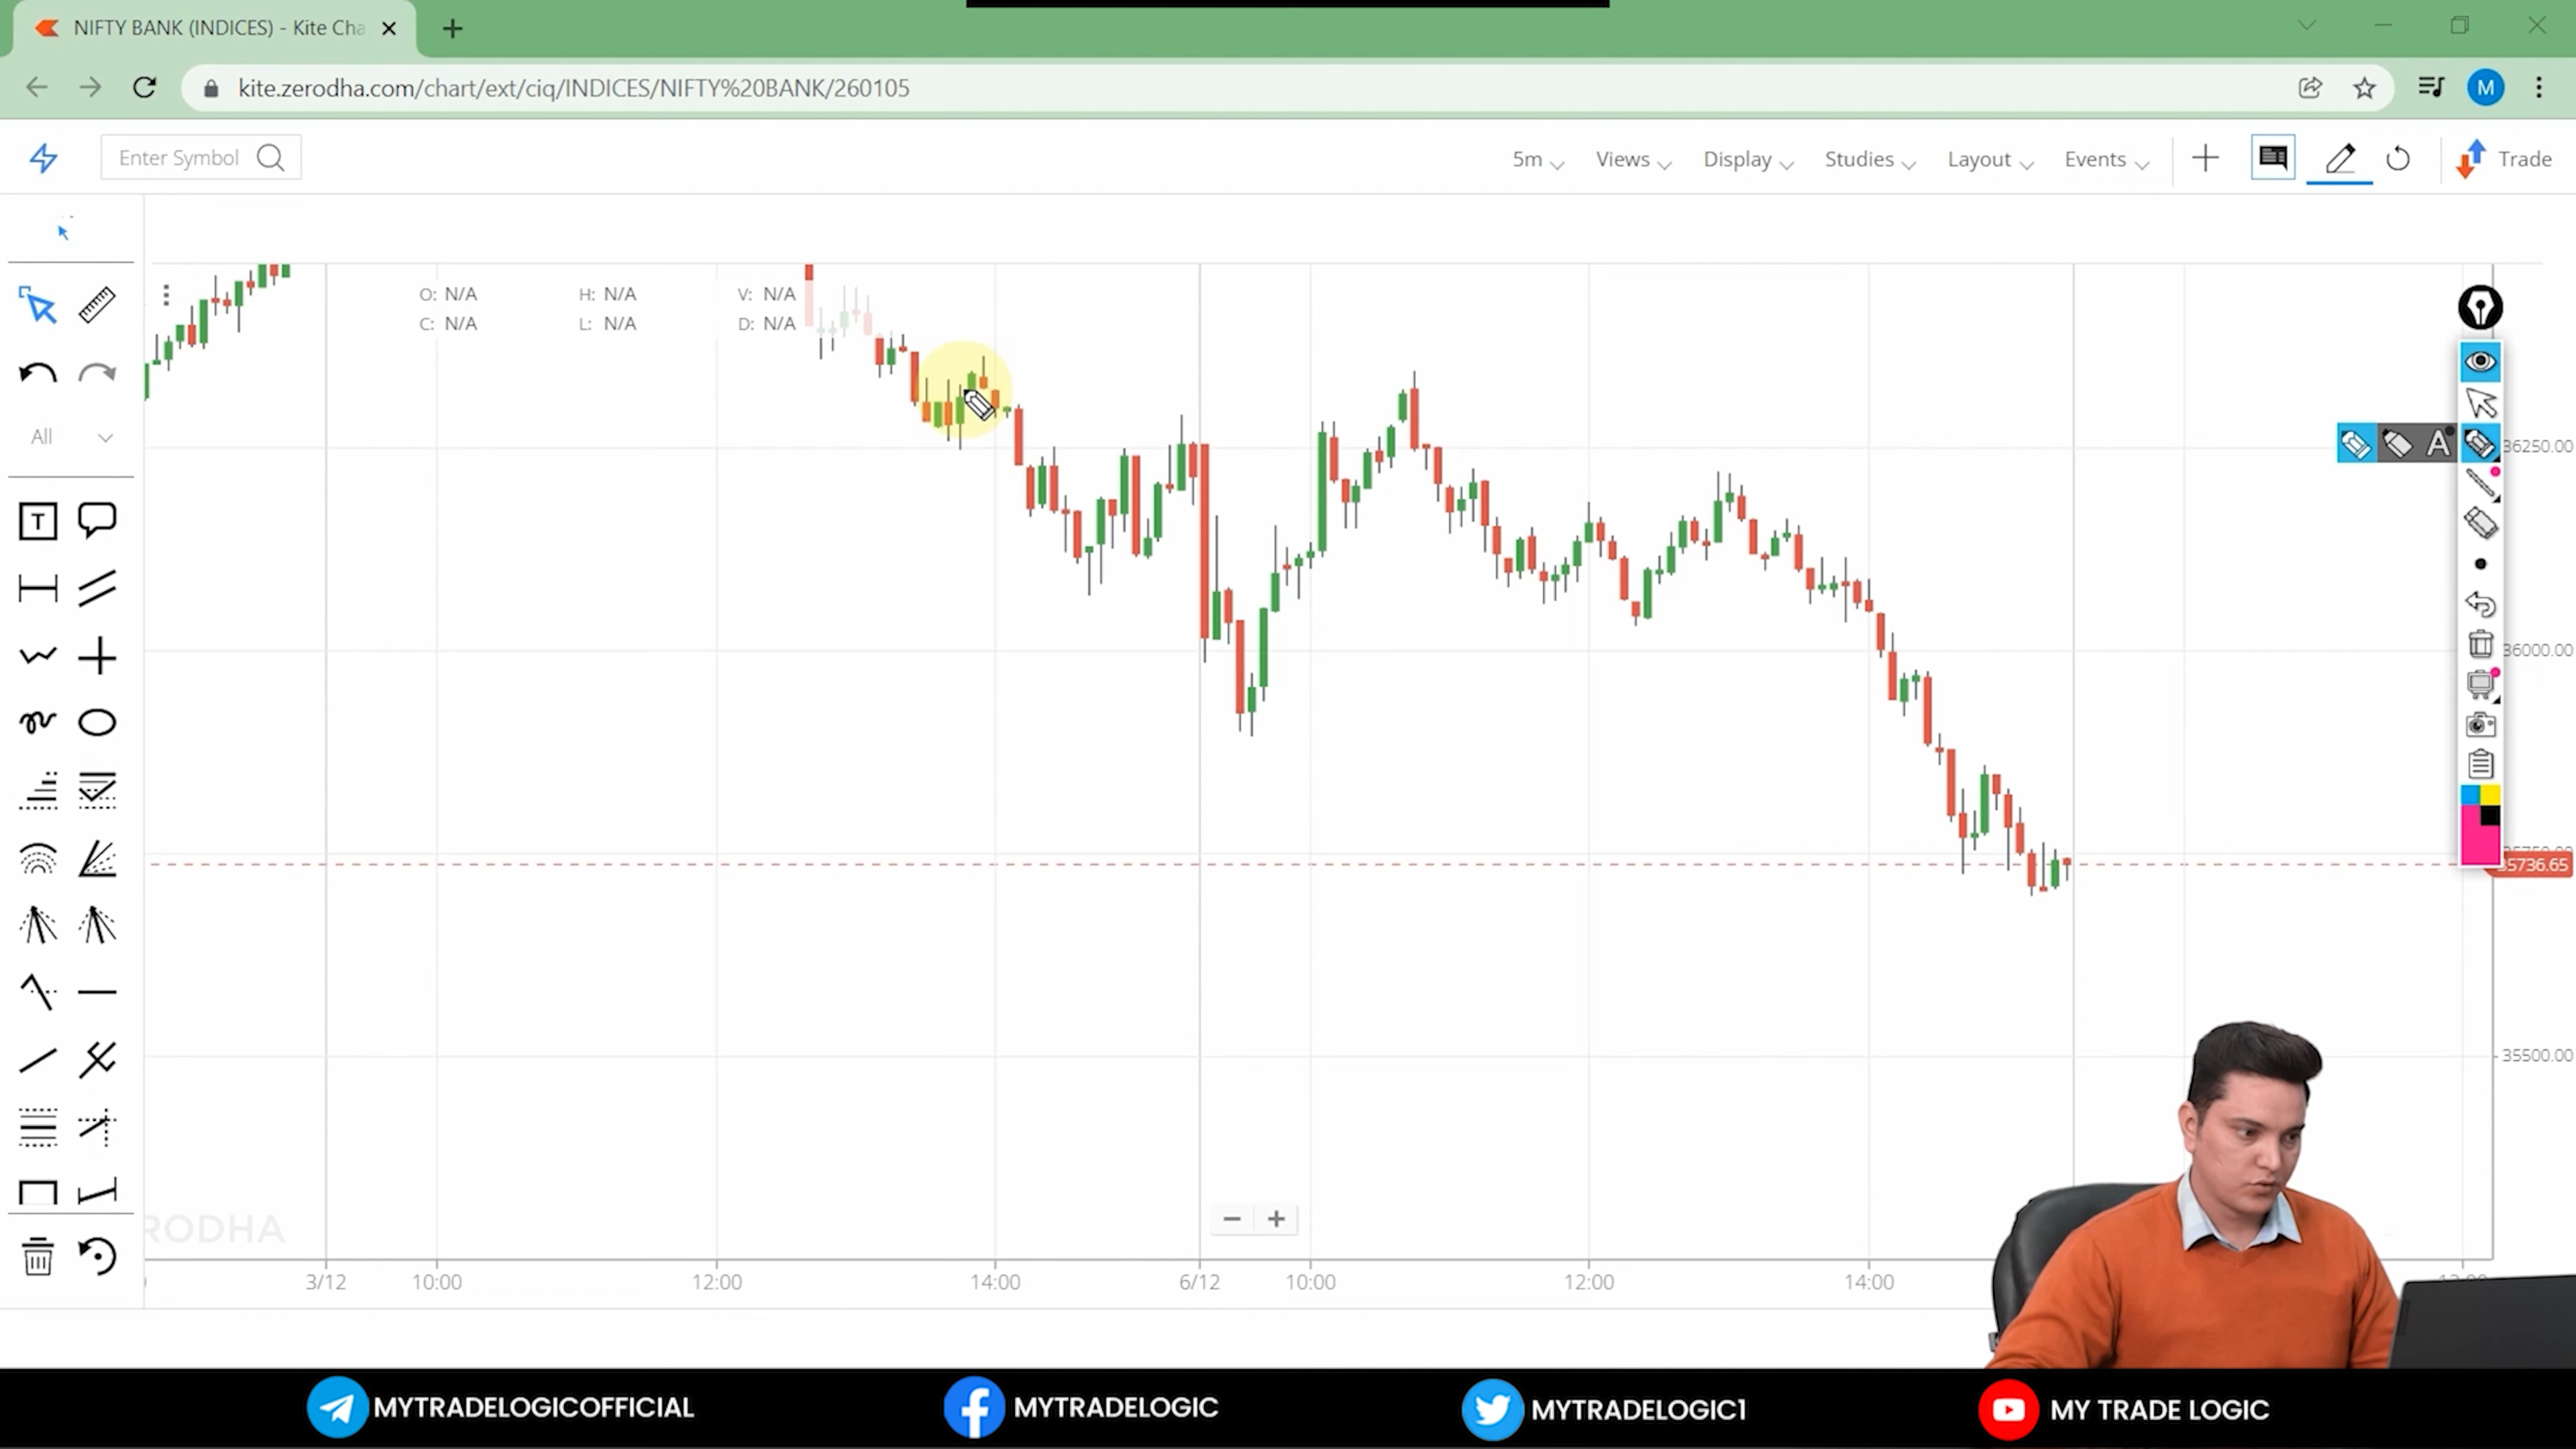 NIFTY BANK (INDICES) - Kite Cha
kite.zerodha.com/chart/ext/ciq/INDICES/NIFTY%20BANK/260105
M
Enter Symbol
5m
Views
Display
Studies
Layout
Events
Trade
O: N/A
H: N/A
V: N/A
C: N/A
L: N/A
D: N/A
All
T
A
36250.00
36000.00
35736.65
35500.00
RODHA
3/12
10:00
12:00
14:00
6/12
10:00
12:00
14:00
MYTRADELOGICOFFICIAL
MYTRADELOGIC
MYTRADELOGIC1
MY TRADE LOGIC